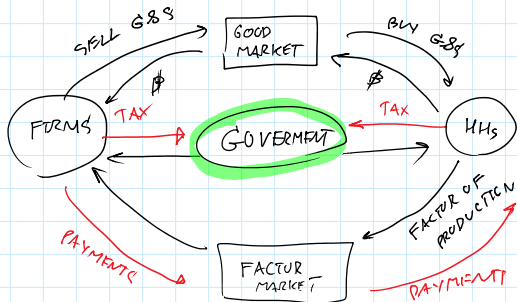 SELL G&S
GOOD
MARKET
BUY G&S
$
$
TAX
TAX
FIRMS
GOVERMENT
HHs
FACTOR OF
PRODUCTION
PAYMENTS
FACTOR
MARKET
PAYMENTS